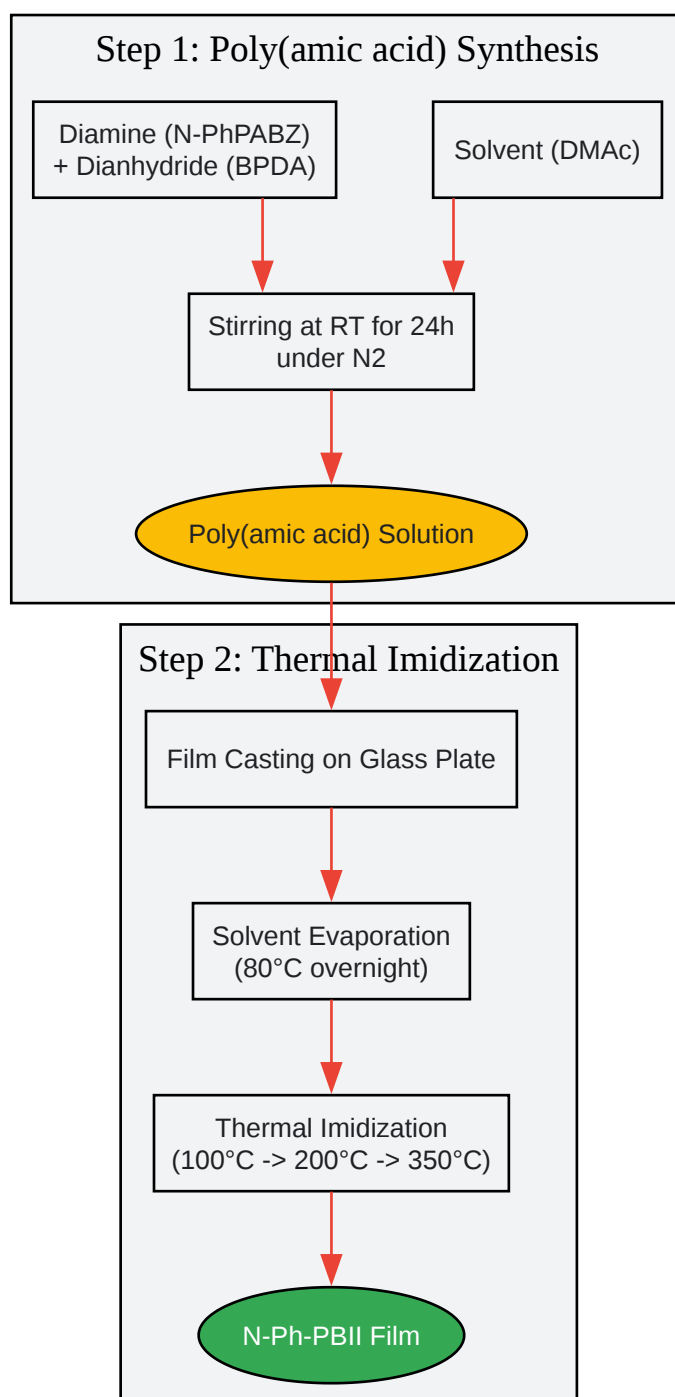 Step 1: Poly(amic acid) Synthesis
Diamine (N-PhPABZ)
+ Dianhydride (BPDA)
Solvent (DMAc)
Stirring at RT for 24h
under N2
Poly(amic acid) Solution
Step 2: Thermal Imidization
Film Casting on Glass Plate
Solvent Evaporation
(80°C overnight)
Thermal Imidization
(100°C -> 200°C -> 350°C)
N-Ph-PBII Film